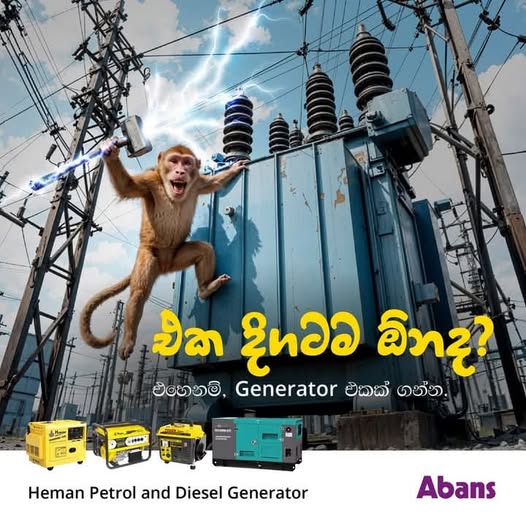 එක දිගටම ඕනද?
එහෙනම්, Generator එකක් ගන්න.
Heman Petrol and Diesel Generator
Abans